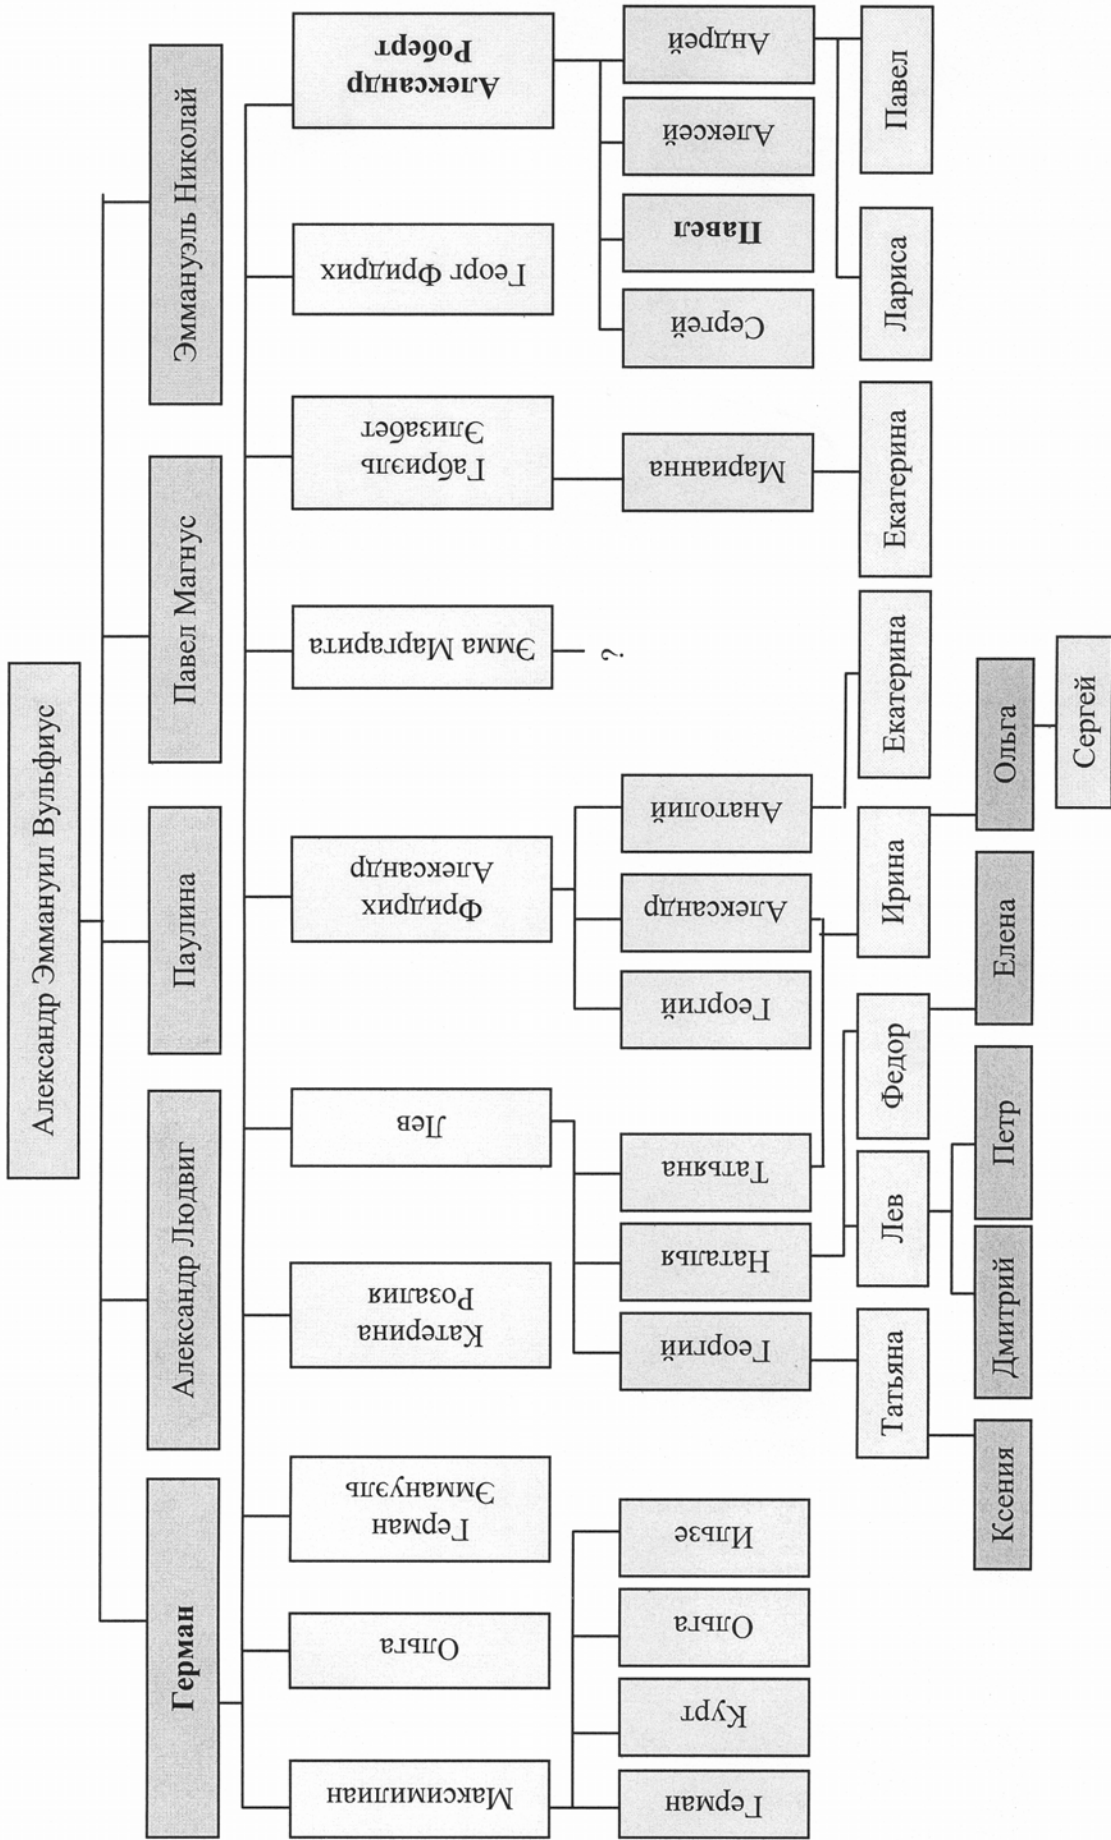 Александр Эммануил Вульфиус
Герман
Александр Людвиг
Паулина
Павел Магнус
Эммануэль Николай
Максимилиан
Ольга
Герман
Эммануэль
Катерина
Розалия
Лев
Фридрих
Александр
Эмма Маргарита
?
Габриэль
Элизабет
Георг Фридрих
Александр
Роберт
Герман
Курт
Ольга
Ильзе
Георгий
Наталья
Татьяна
Георгий
Александр
Анатолий
Марианна
Сергей
Павел
Алексей
Андрей
Татьяна
Лев
Федор
Ирина
Екатерина
Екатерина
Лариса
Павел
Ксения
Дмитрий
Петр
Елена
Ольга
Сергей